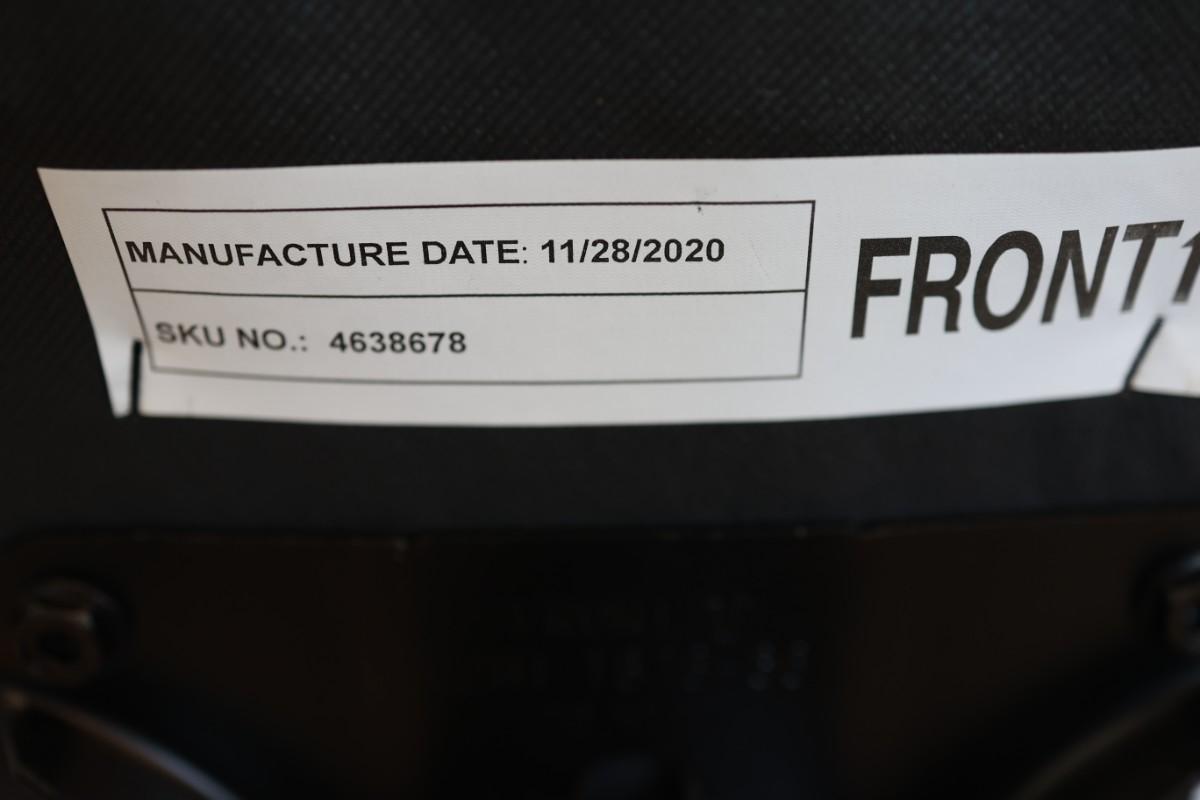 MANUFACTURE DATE: 11/28/2020
SKU NO.: 4638678
FRONT